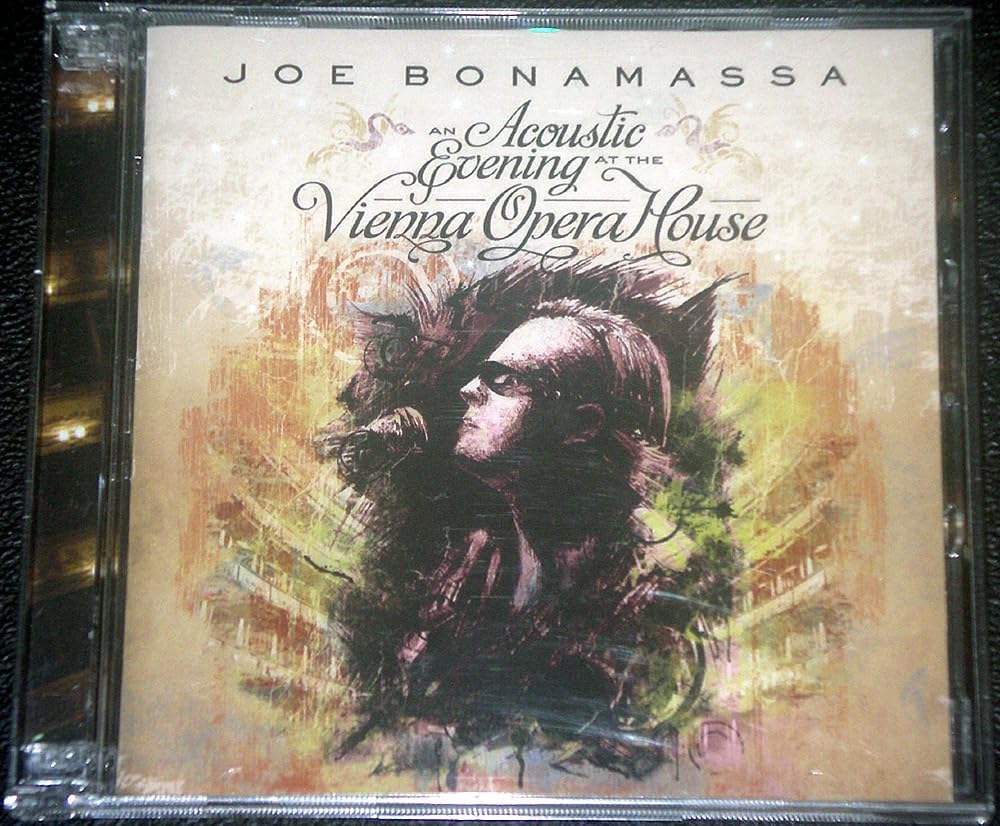 JOE BONAMASSA
AN Acoustic
Evening AT THE
Vienna Opera House